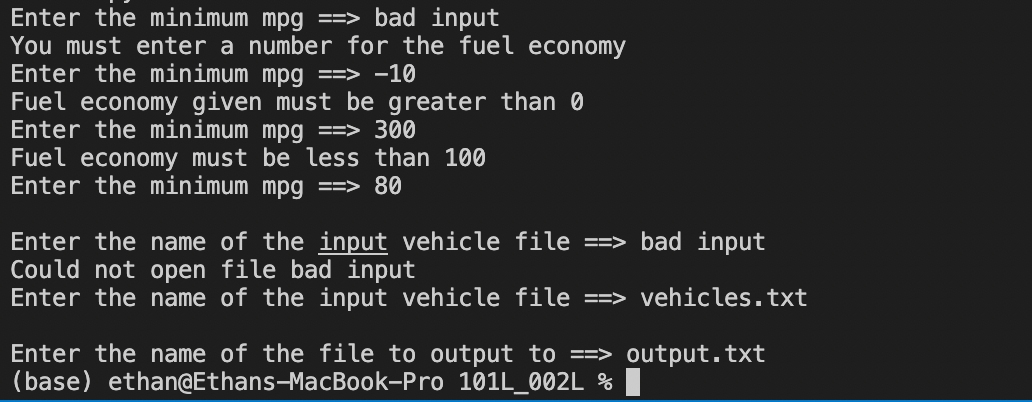 Enter the minimum mpg ==> bad input
You must enter a number for the fuel economy
Enter the minimum mpg ==> -10
Fuel economy given must be greater than 0
Enter the minimum mpg ==> 300
Fuel economy must be less than 100
Enter the minimum mpg ==> 80
Enter the name of the input vehicle file ==> bad input
Could not open file bad input
Enter the name of the input vehicle file ==> vehicles.txt
Enter the name of the file to output to ==> output.txt
(base) ethan@Ethans-MacBook-Pro 101L_002L %